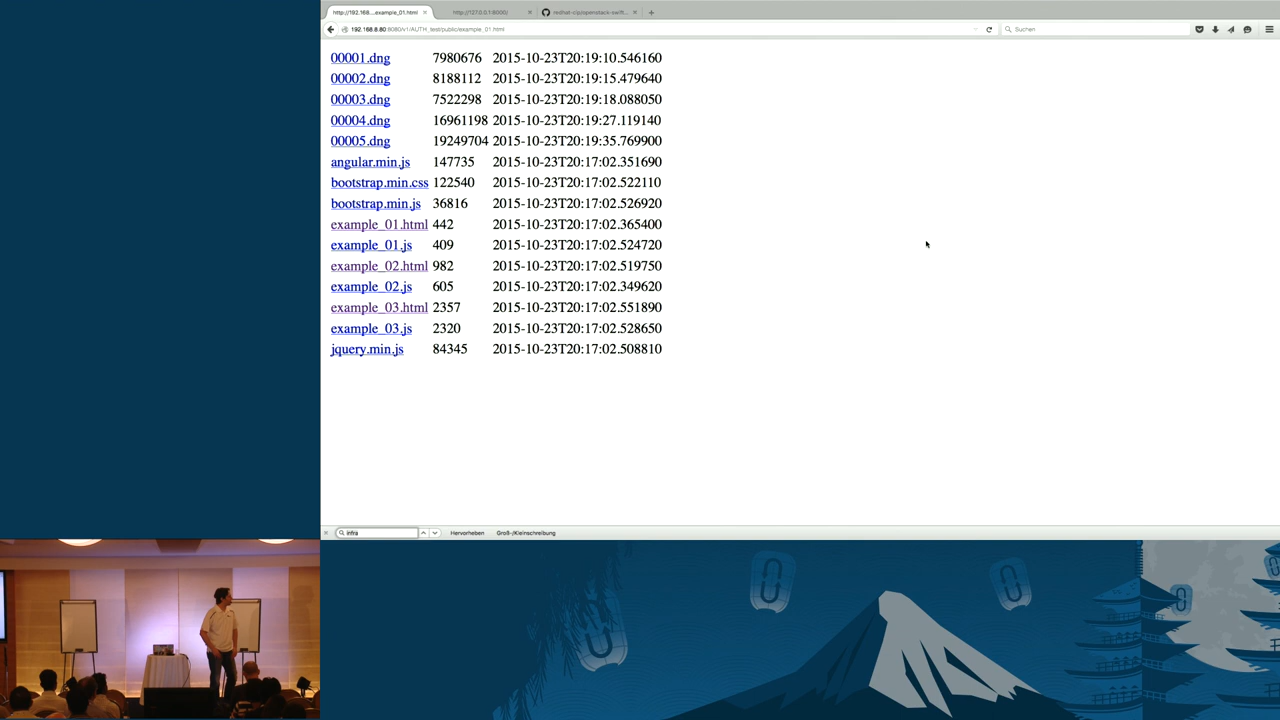 http://192.168....example_01.html
http://127.0.0.1:8000/
redhat-cip/openstack-swift...
192.168.8.80:8080/v1/AUTH_test/public/example_01.html
Suchen
00001.dng 7980676 2015-10-23T20:19:10.546160
00002.dng 8188112 2015-10-23T20:19:15.479640
00003.dng 7522298 2015-10-23T20:19:18.088050
00004.dng 16961198 2015-10-23T20:19:27.119140
00005.dng 19249704 2015-10-23T20:19:35.769900
angular.min.js 147735 2015-10-23T20:17:02.351690
bootstrap.min.css 122540 2015-10-23T20:17:02.522110
bootstrap.min.js 36816 2015-10-23T20:17:02.526920
example_01.html 442 2015-10-23T20:17:02.365400
example_01.js 409 2015-10-23T20:17:02.524720
example_02.html 982 2015-10-23T20:17:02.519750
example_02.js 605 2015-10-23T20:17:02.349620
example_03.html 2357 2015-10-23T20:17:02.551890
example_03.js 2320 2015-10-23T20:17:02.528650
jquery.min.js 84345 2015-10-23T20:17:02.508810
infra
Hervorheben
Groß-/Kleinschreibung